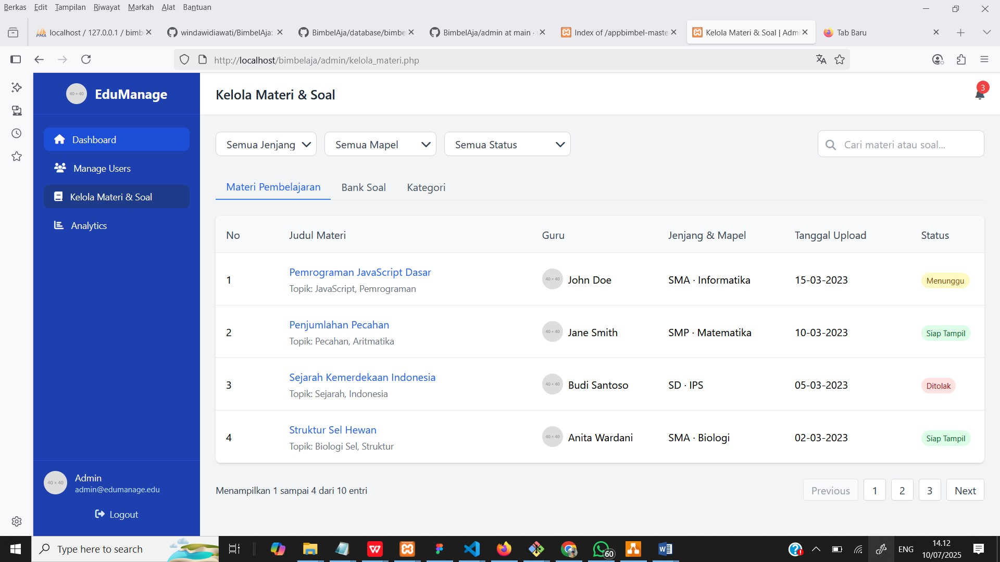 Berkas Edit Tampilan Riwayat Markah Alat Bantuan
localhost / 127.0.0.1 / bimb
windawidiawati/BimbelAja:
BimbelAja/database/bimbe
BimbelAja/admin at main ·
Index of /appbimbel-maste
Kelola Materi & Soal | Admi
Tab Baru
http://localhost/bimbelaja/admin/kelola_materi.php
40 × 40
EduManage
Dashboard
Manage Users
Kelola Materi & Soal
Analytics
40 × 40
Admin
admin@edumanage.edu
Logout
Kelola Materi & Soal
3
Semua Jenjang
Semua Mapel
Semua Status
Cari materi atau soal...
Materi Pembelajaran
Bank Soal
Kategori
No Judul Materi Guru Jenjang & Mapel Tanggal Upload Status
1 Pemrograman JavaScript Dasar 40 × 40 John Doe SMA · Informatika 15-03-2023 Menunggu
Topik: JavaScript, Pemrograman
2 Penjumlahan Pecahan 40 × 40 Jane Smith SMP · Matematika 10-03-2023 Siap Tampil
Topik: Pecahan, Aritmatika
3 Sejarah Kemerdekaan Indonesia 40 × 40 Budi Santoso SD · IPS 05-03-2023 Ditolak
Topik: Sejarah, Indonesia
4 Struktur Sel Hewan 40 × 40 Anita Wardani SMA · Biologi 02-03-2023 Siap Tampil
Topik: Biologi Sel, Struktur
Menampilkan 1 sampai 4 dari 10 entri
Previous 1 2 3 Next
Type here to search
60
ENG
14.12
10/07/2025